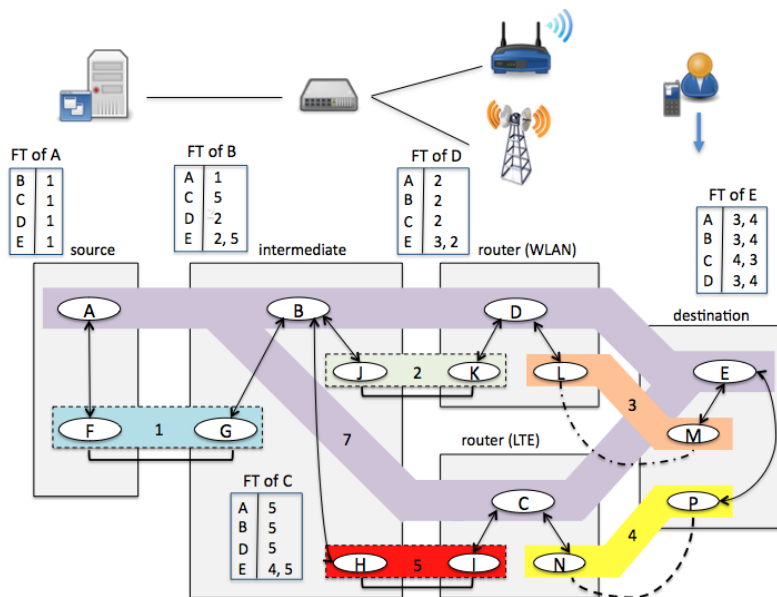 FT of A
B 1
C 1
D 1
E 1
FT of B
A 1
C 5
D 2
E 2, 5
FT of D
A 2
B 2
C 2
E 3, 2
FT of E
A 3, 4
B 3, 4
C 4, 3
D 3, 4
source
intermediate
router (WLAN)
destination
A
B
D
E
J
2
K
L
3
M
F
1
G
7
router (LTE)
FT of C
A 5
B 5
D 5
E 4, 5
C
P
4
H
5
I
N